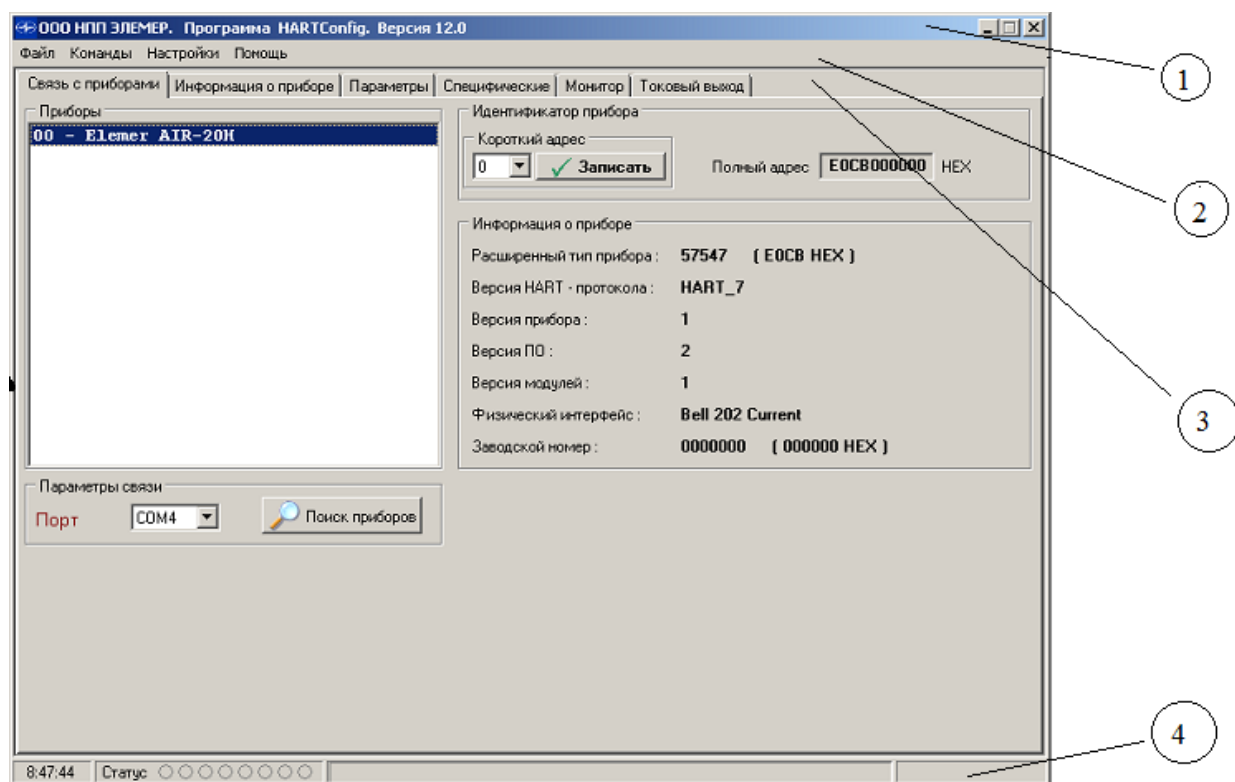 ООО НПП ЭЛЕМЕР. Программа HARTConfig. Версия 12.0
Файл Команды Настройки Помощь
Связь с приборами Информация о приборе Параметры Специфические Монитор Токовый выход
Приборы
00 - Elemer AIR-20H
Идентификатор прибора
Короткий адрес
0 Записать Полный адрес E0CB000000 HEX
Информация о приборе
Расширенный тип прибора : 57547 ( E0CB HEX )
Версия HART - протокола : HART_7
Версия прибора : 1
Версия ПО : 2
Версия модулей : 1
Физический интерфейс : Bell 202 Current
Заводской номер : 0000000 ( 000000 HEX )
Параметры связи
Порт COM4 Поиск приборов
8:47:44 Статус
1
2
3
4